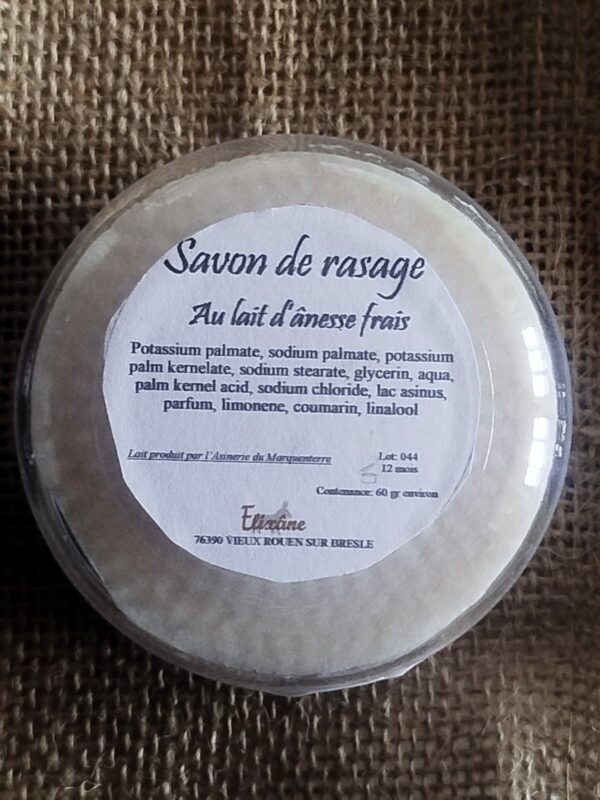 Savon de rasage
Au lait d'ânesse frais
Potassium palmate, sodium palmate, potassium
palm kernelate, sodium stearate, glycerin, aqua,
palm kernel acid, sodium chloride, lac asinus,
parfum, limonene, coumarin, linalool
Lait produit par l'Asinerie du Marquenterre
Lot: 044
12 mois
Contenance: 60 gr environ
Elixâne
76390 VIEUX ROUEN SUR BRESLE